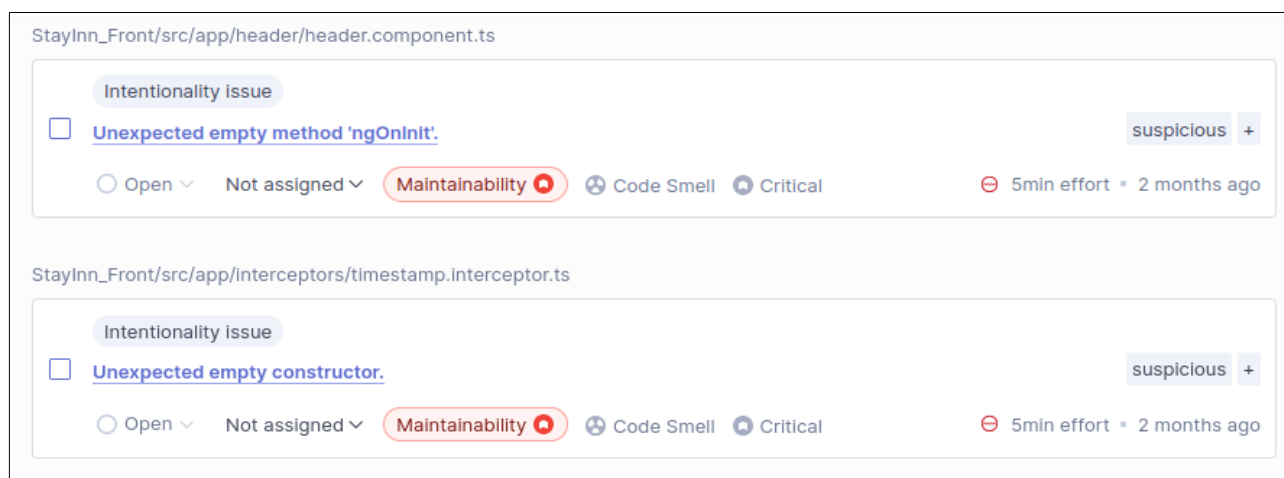 StayInn_Front/src/app/header/header.component.ts
Intentionality issue
Unexpected empty method 'ngOnInit'.
suspicious +
Open Not assigned Maintainability Code Smell Critical 5min effort • 2 months ago
StayInn_Front/src/app/interceptors/timestamp.interceptor.ts
Intentionality issue
Unexpected empty constructor.
suspicious +
Open Not assigned Maintainability Code Smell Critical 5min effort • 2 months ago